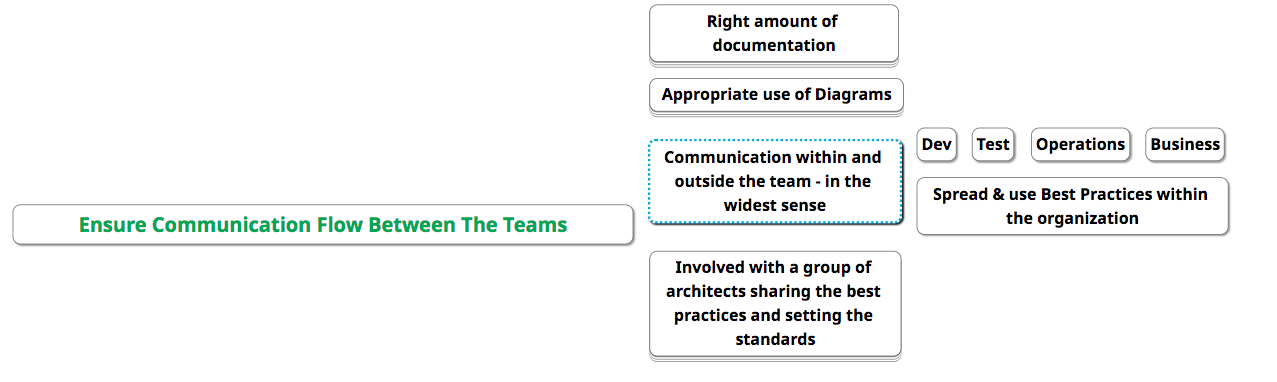 Ensure Communication Flow Between The Teams
Right amount of
documentation
Appropriate use of Diagrams
Communication within and
outside the team - in the
widest sense
Dev
Test
Operations
Business
Spread & use Best Practices within
the organization
Involved with a group of
architects sharing the best
practices and setting the
standards